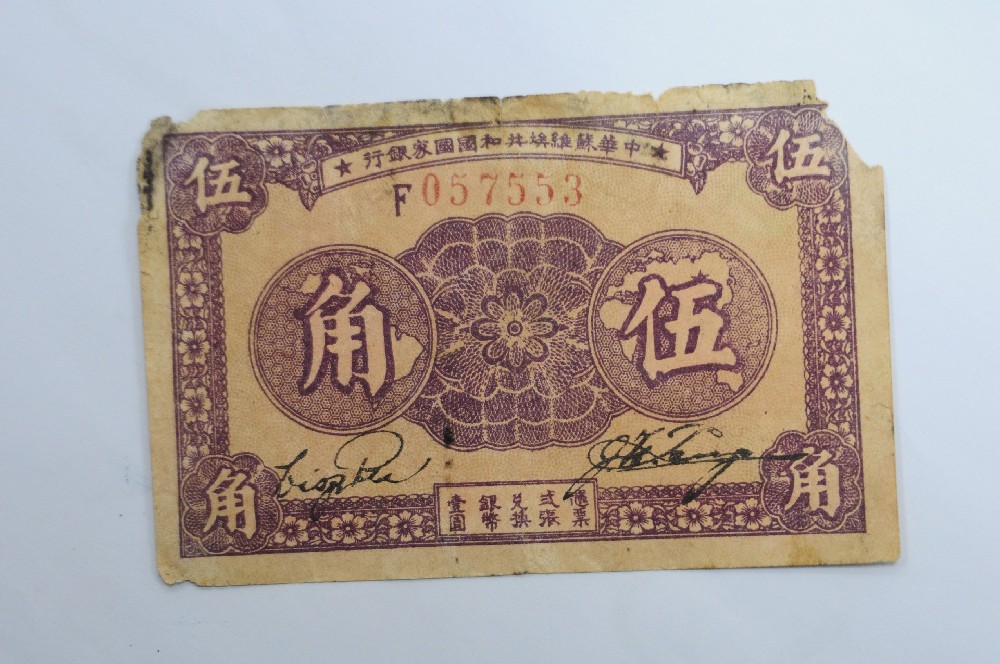 ★中華蘇維埃共和國國家銀行★
伍 伍
F057553
伍角
憑票弍張兌換銀幣壹圓
角 角